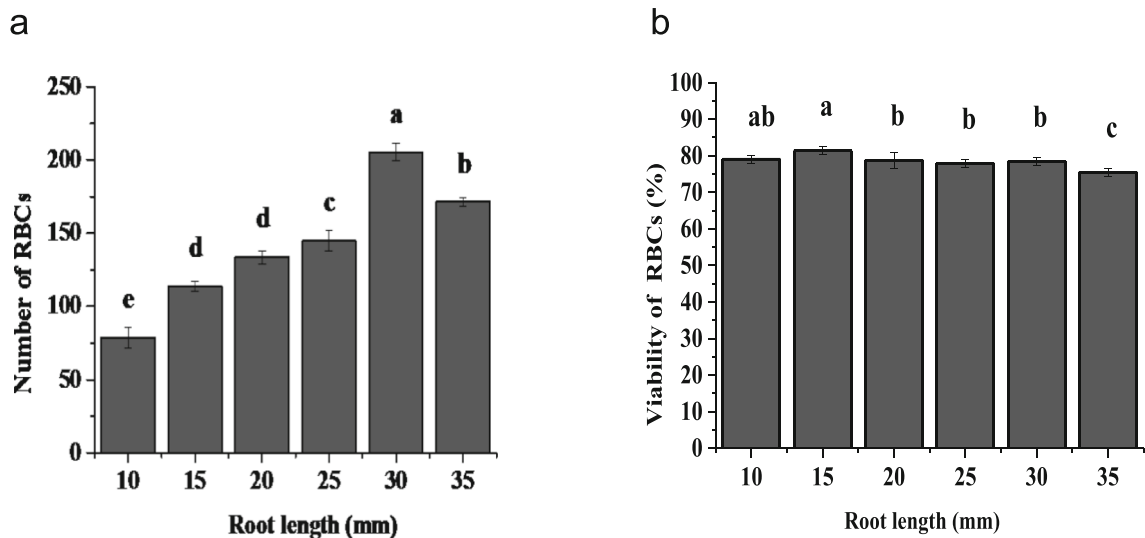 a
Number of RBCs
250
200
150
100
50
0
e
d
d
c
a
b
10 15 20 25 30 35
Root length (mm)
b
Viability of RBCs (%)
100
90
80
70
60
50
40
30
20
10
0
ab
a
b
b
b
c
10 15 20 25 30 35
Root length (mm)